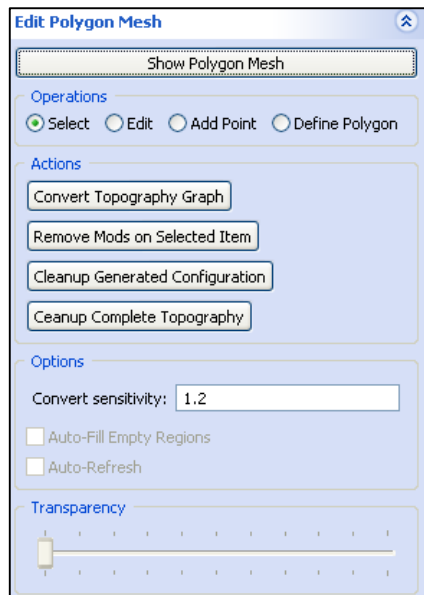 Edit Polygon Mesh
Show Polygon Mesh
Operations
Select Edit Add Point Define Polygon
Actions
Convert Topography Graph
Remove Mods on Selected Item
Cleanup Generated Configuration
Ceanup Complete Topography
Options
Convert sensitivity: 1.2
Auto-Fill Empty Regions
Auto-Refresh
Transparency